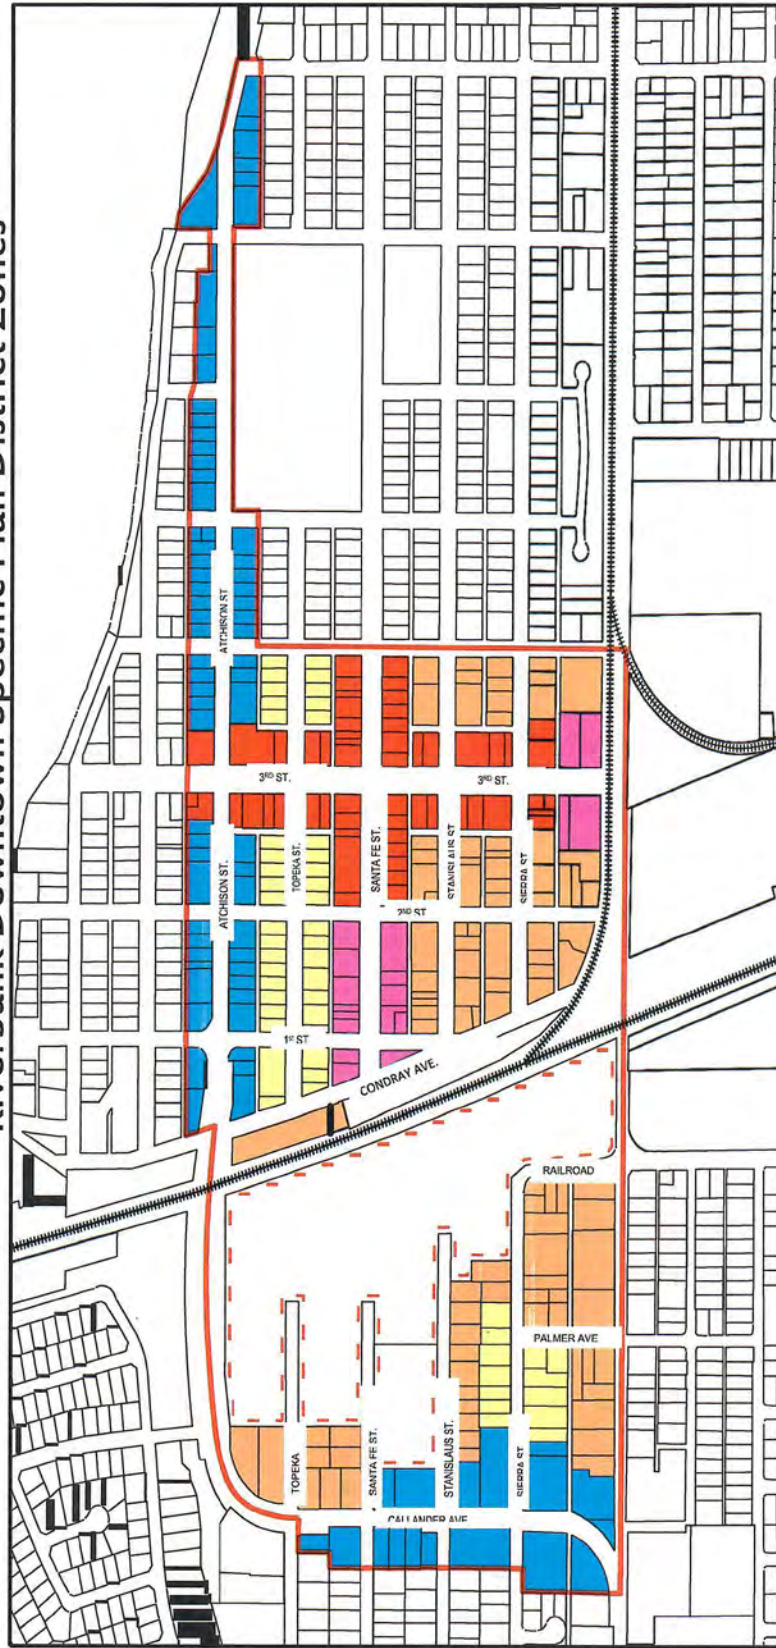 Riverbank Downtown Specific Plan District Zones
ATCHISON ST
3RD ST.
3RD ST.
ATCHISON ST.
TOPEKA ST.
SANTA FE ST.
STANISLAUS ST
SIERRA ST
2ND ST
1ST ST
CONDRAY AVE.
RAILROAD
PALMER AVE
TOPEKA
SANTA FE ST.
STANISLAUS ST.
SIERRA ST
CALLANDER AVE